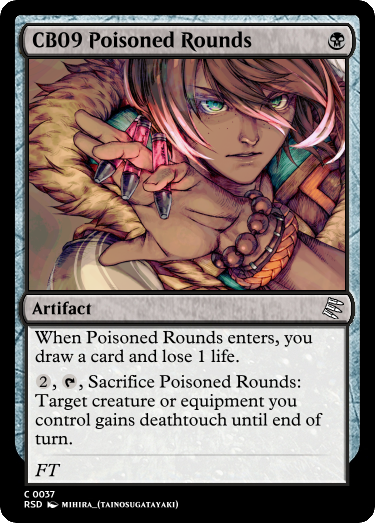 CB09 Poisoned Rounds
Artifact
When Poisoned Rounds enters, you
draw a card and lose 1 life.
2, , Sacrifice Poisoned Rounds:
Target creature or equipment you
control gains deathtouch until end of
turn.
FT
C 0037
RSD MIHIRA_(TAINOSUGATAYAKI)